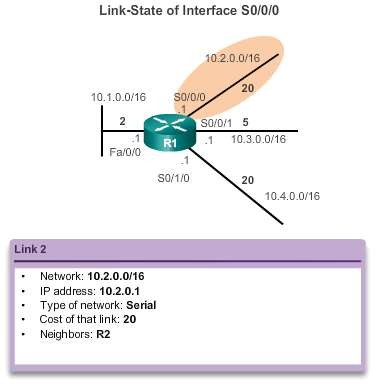 Link-State of Interface S0/0/0
10.2.0.0/16
20
10.1.0.0/16
S0/0/0
.1
2
S0/0/1
5
.1
R1
.1
10.3.0.0/16
Fa/0/0
.1
S0/1/0
20
10.4.0.0/16
Link 2
• Network: 10.2.0.0/16
• IP address: 10.2.0.1
• Type of network: Serial
• Cost of that link: 20
• Neighbors: R2